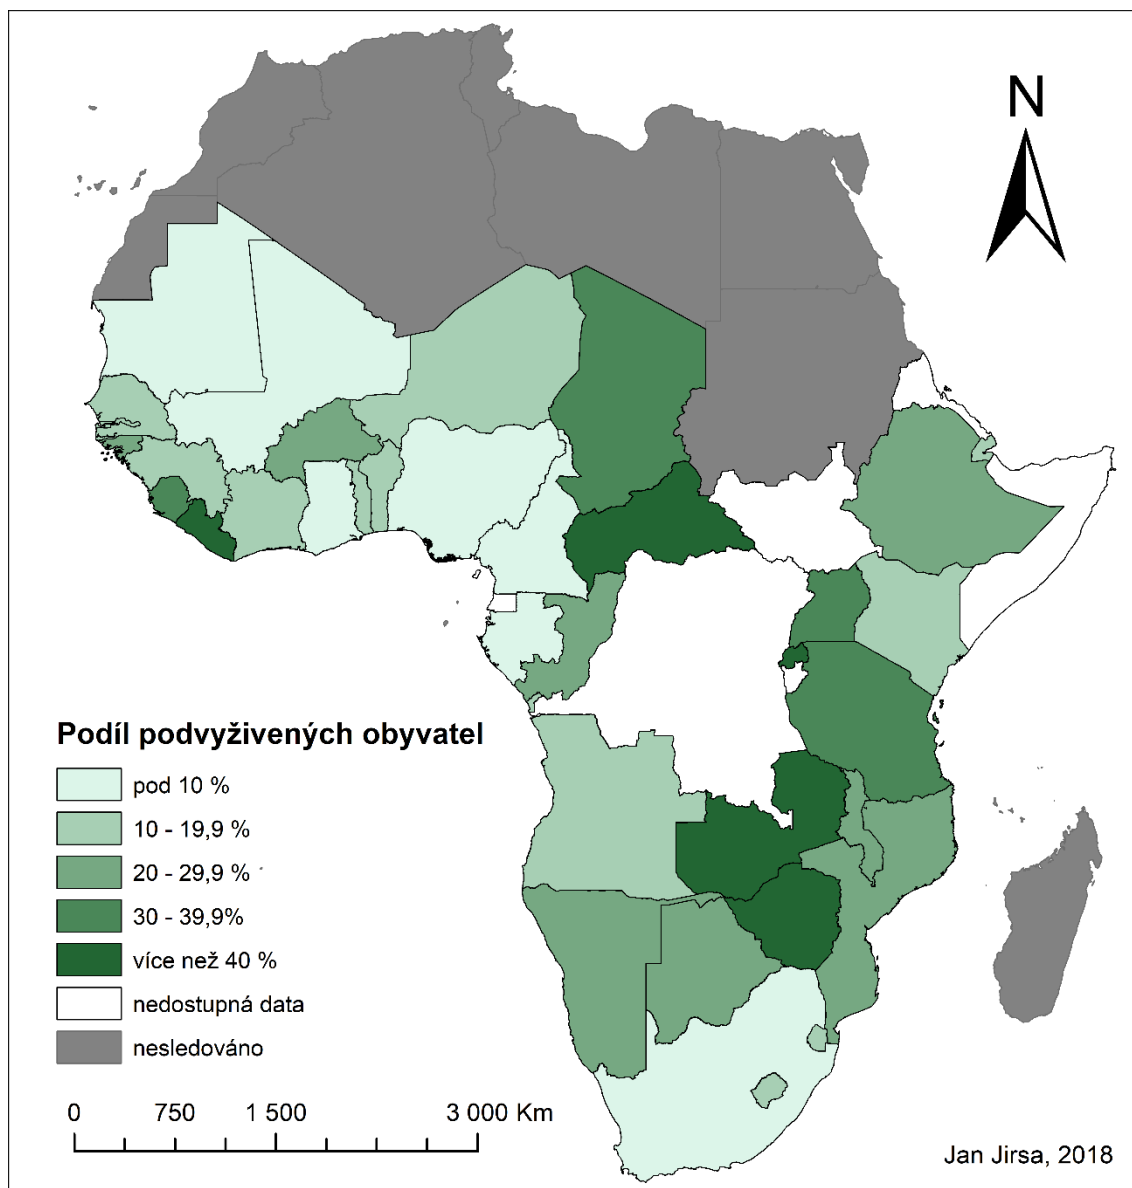 N
Podíl podvyživených obyvatel
pod 10 %
10 - 19,9 %
20 - 29,9 %
30 - 39,9%
více než 40 %
nedostupná data
nesledováno
0 750 1 500 3 000 Km
Jan Jirsa, 2018